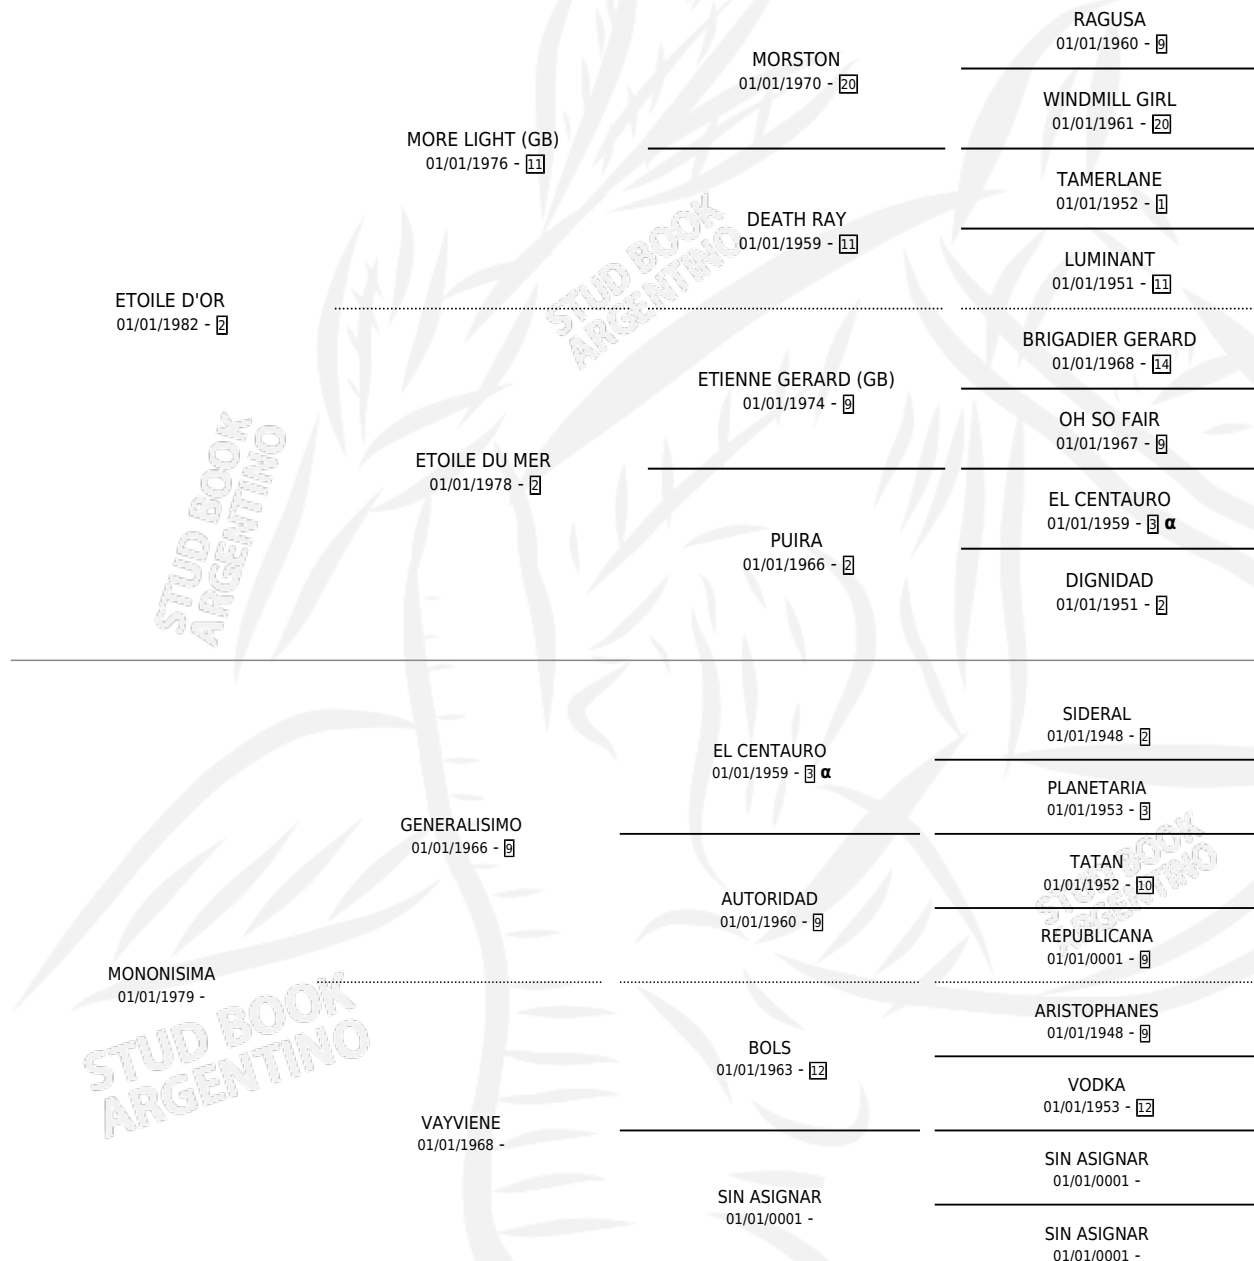 RAGUSA
01/01/1960 - 9
MORSTON
01/01/1970 - 20
WINDMILL GIRL
01/01/1961 - 20
MORE LIGHT (GB)
01/01/1976 - 11
TAMERLANE
01/01/1952 - 1
DEATH RAY
01/01/1959 - 11
LUMINANT
01/01/1951 - 11
ETOILE D'OR
01/01/1982 - 2
BRIGADIER GERARD
01/01/1968 - 14
ETIENNE GERARD (GB)
01/01/1974 - 9
OH SO FAIR
01/01/1967 - 9
ETOILE DU MER
01/01/1978 - 2
EL CENTAURO
01/01/1959 - 3 α
PUIRA
01/01/1966 - 2
DIGNIDAD
01/01/1951 - 2
SIDERAL
01/01/1948 - 2
EL CENTAURO
01/01/1959 - 3 α
PLANETARIA
01/01/1953 - 3
GENERALISIMO
01/01/1966 - 9
TATAN
01/01/1952 - 10
AUTORIDAD
01/01/1960 - 9
REPUBLICANA
01/01/0001 - 9
MONONISIMA
01/01/1979 -
ARISTOPHANES
01/01/1948 - 9
BOLS
01/01/1963 - 12
VODKA
01/01/1953 - 12
VAYVIENE
01/01/1968 -
SIN ASIGNAR
01/01/0001 -
SIN ASIGNAR
01/01/0001 -
SIN ASIGNAR
01/01/0001 -
STUD BOOK
ARGENTINO
STUD BOOK
ARGENTINO
STUD BOOK
ARGENTINO
STUD BOOK
ARGENTINO